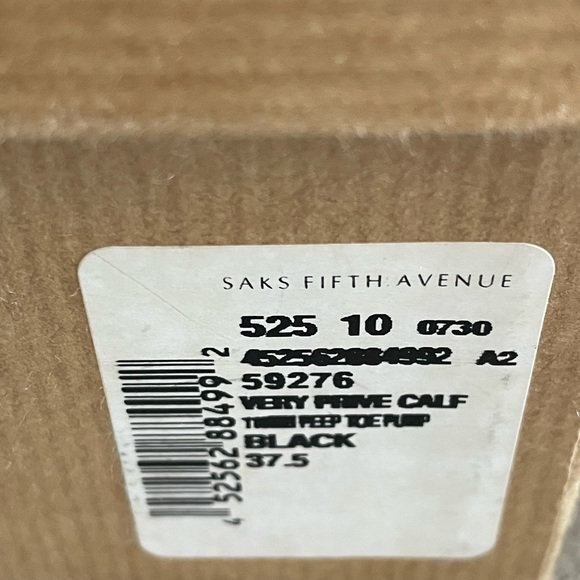 SAKS FIFTH AVENUE
525 10 0730
452562884992 A2
59276
VERY PRIVE CALF
PEEP TOE PUMP
BLACK
37.5
4 52562 88499 2